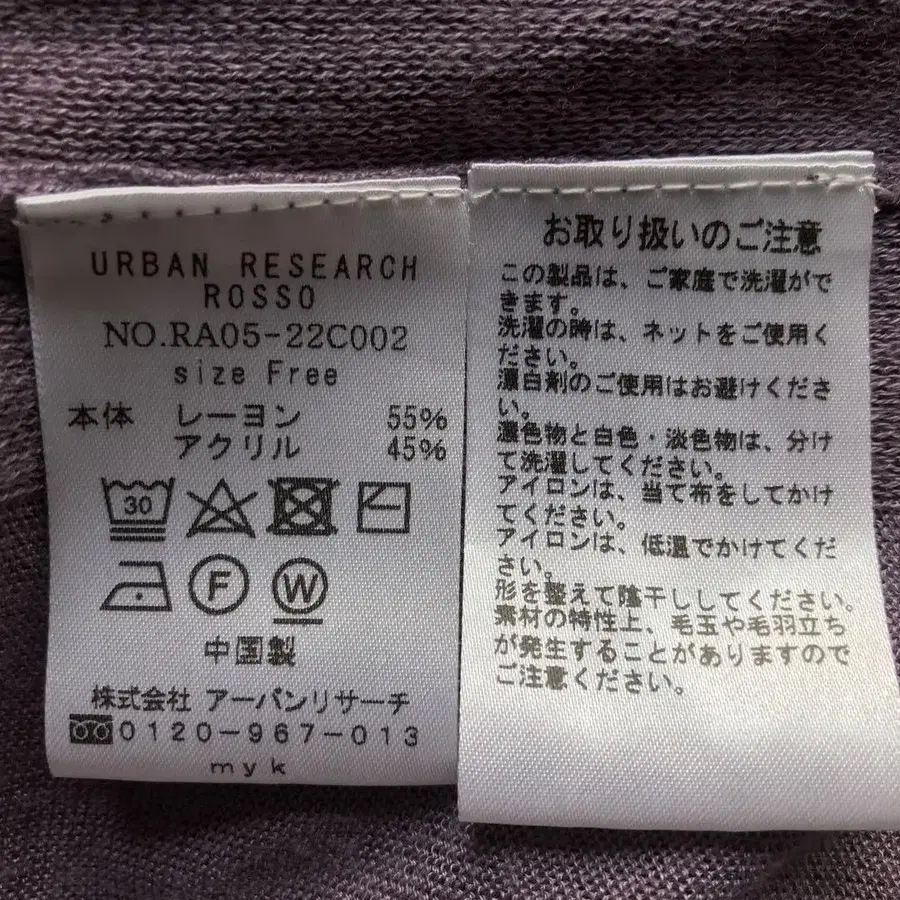 URBAN RESEARCH
ROSSO
NO.RA05-22C002
size Free
本体 レーヨン 55%
アクリル 45%
30
F W
中国製
株式会社 アーバンリサーチ
0120-967-013
myk
お取り扱いのご注意
この製品は、ご家庭で洗濯がで
きます。
洗濯の時は、ネットをご使用く
ださい。
漂白剤のご使用はお避けくださ
い。
濃色物と白色・淡色物は、分け
て洗濯してください。
アイロンは、当て布をしてかけ
てください。
アイロンは、低温でかけてくだ
さい。
形を整えて陰干ししてください。
素材の特性上、毛玉や毛羽立ち
が発生することがありますので
ご注意ください。